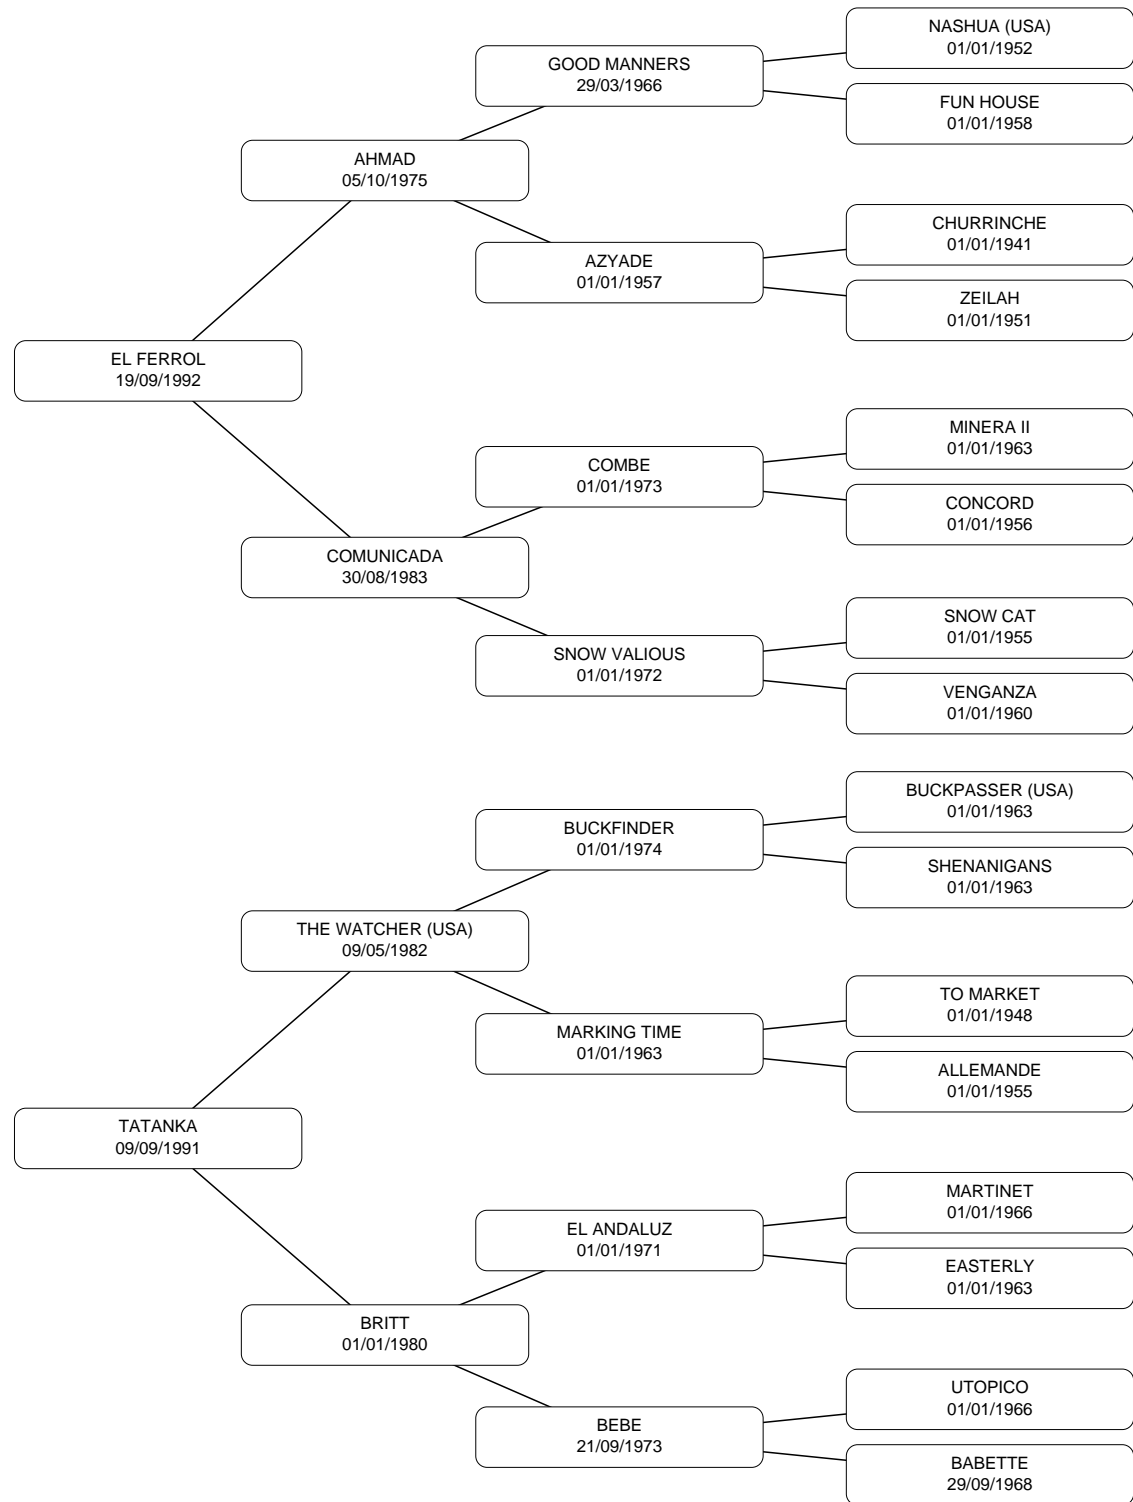 NASHUA (USA)
01/01/1952
GOOD MANNERS
29/03/1966
FUN HOUSE
01/01/1958
AHMAD
05/10/1975
CHURRINCHE
01/01/1941
AZYADE
01/01/1957
ZEILAH
01/01/1951
EL FERROL
19/09/1992
MINERA II
01/01/1963
COMBE
01/01/1973
CONCORD
01/01/1956
COMUNICADA
30/08/1983
SNOW CAT
01/01/1955
SNOW VALIOUS
01/01/1972
VENGANZA
01/01/1960
BUCKPASSER (USA)
01/01/1963
BUCKFINDER
01/01/1974
SHENANIGANS
01/01/1963
THE WATCHER (USA)
09/05/1982
TO MARKET
01/01/1948
MARKING TIME
01/01/1963
ALLEMANDE
01/01/1955
TATANKA
09/09/1991
MARTINET
01/01/1966
EL ANDALUZ
01/01/1971
EASTERLY
01/01/1963
BRITT
01/01/1980
UTOPICO
01/01/1966
BEBE
21/09/1973
BABETTE
29/09/1968